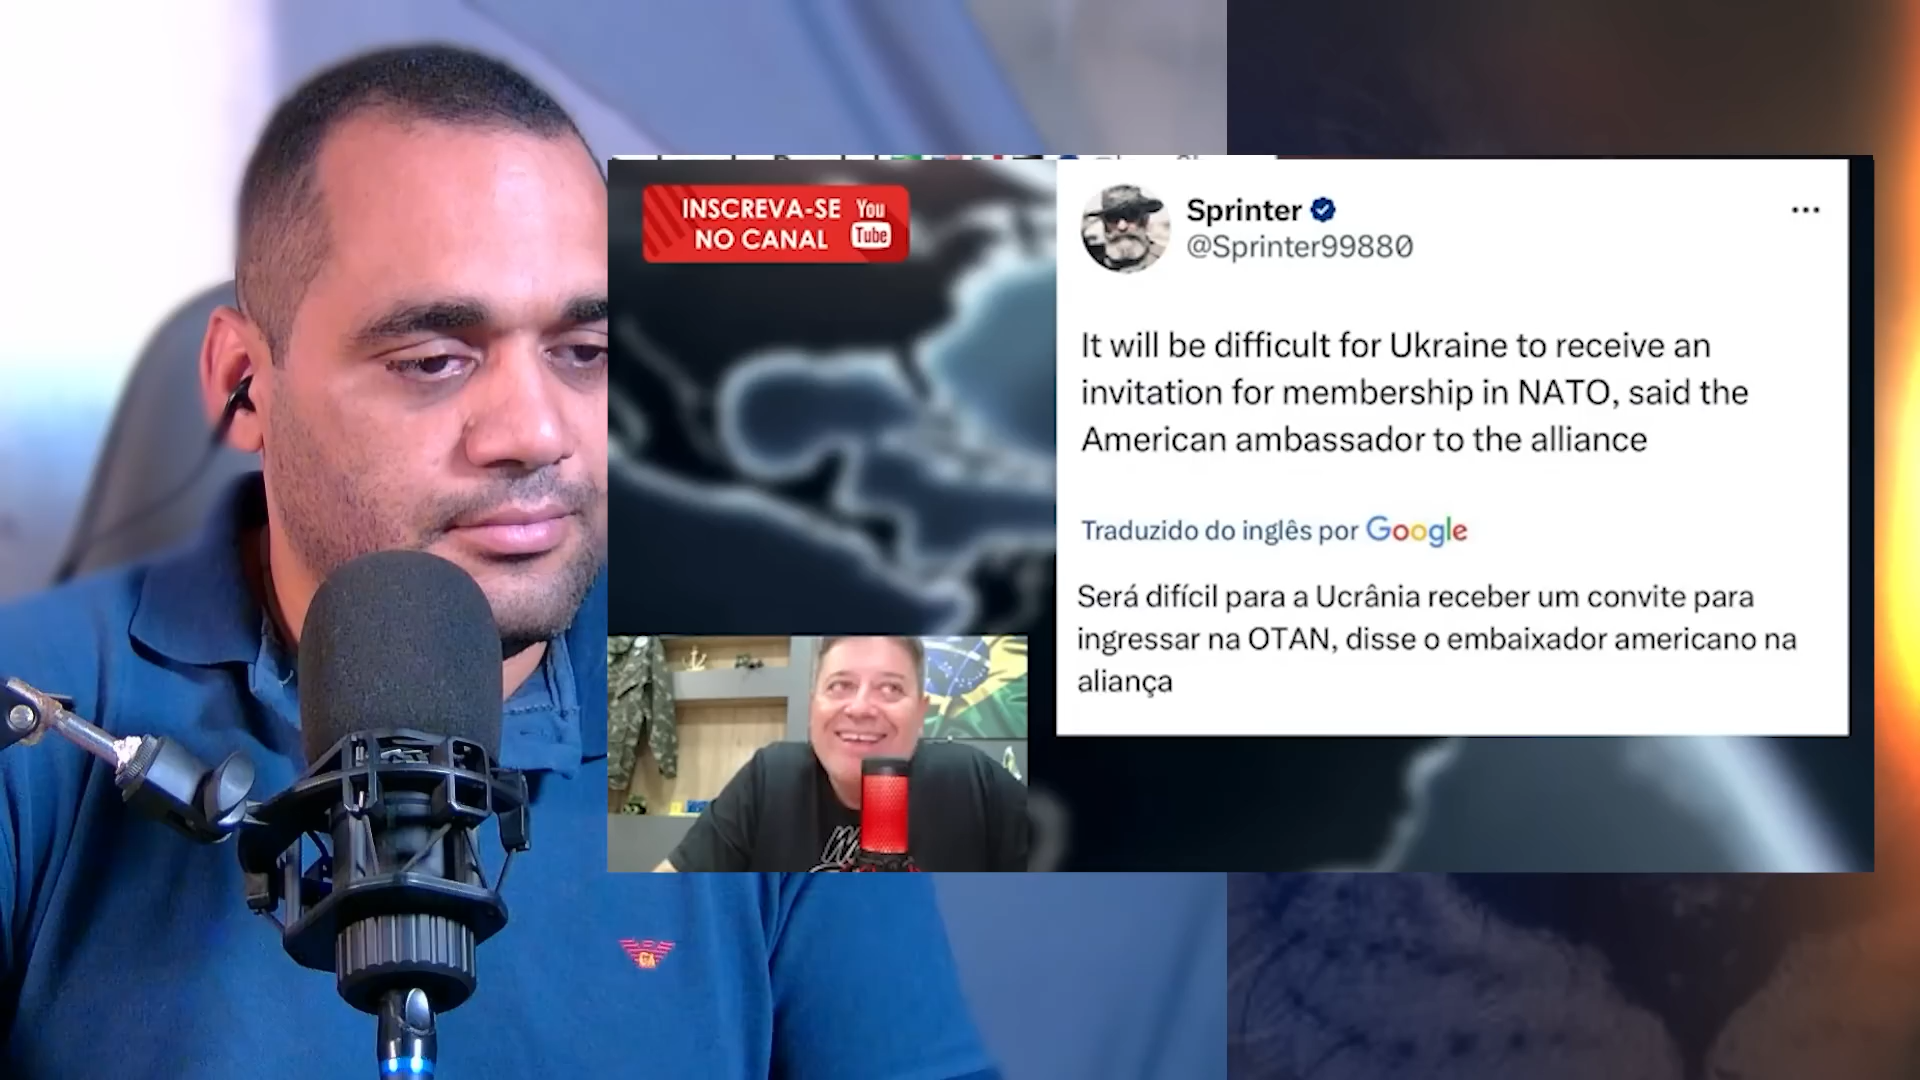 INSCREVA-SE
NO CANAL
You
Tube
Sprinter
@Sprinter99880
It will be difficult for Ukraine to receive an
invitation for membership in NATO, said the
American ambassador to the alliance
Traduzido do inglês por Google
Será difícil para a Ucrânia receber um convite para
ingressar na OTAN, disse o embaixador americano na
aliança
GA